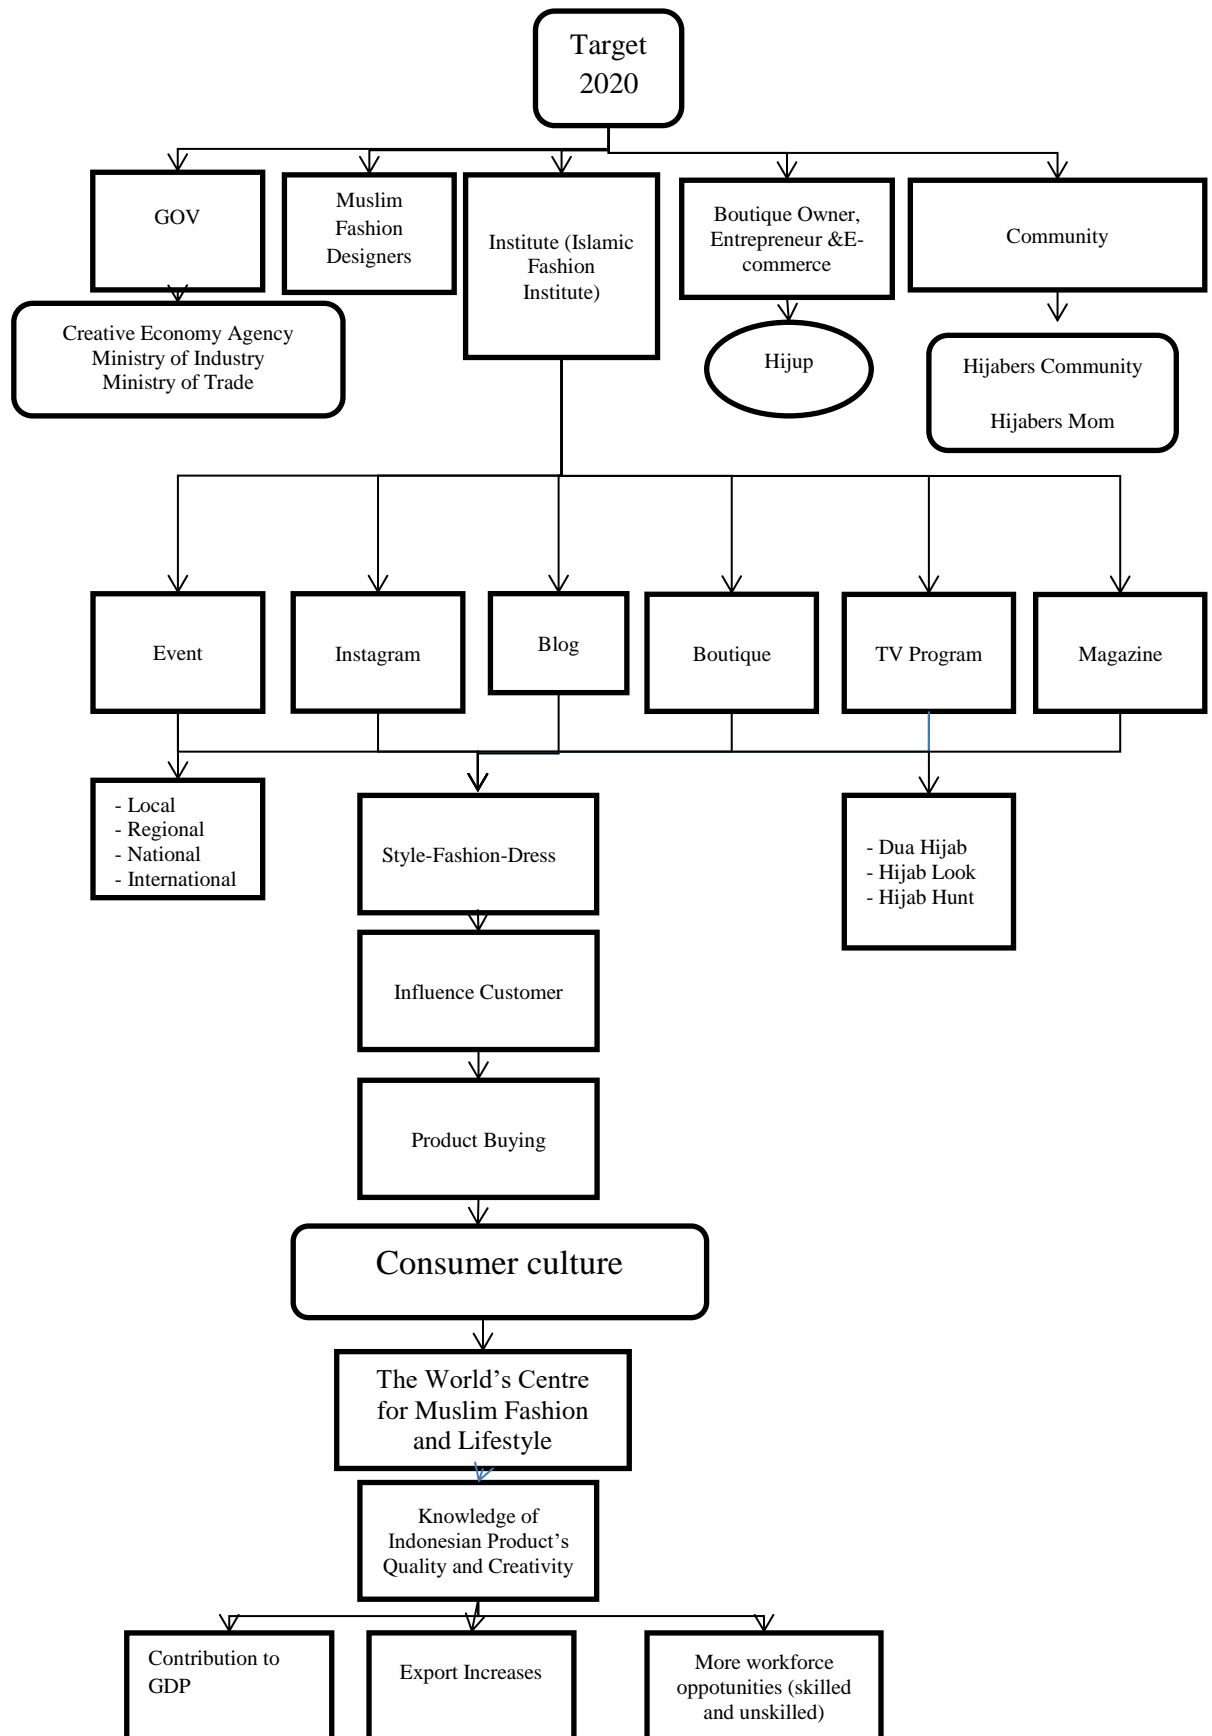 Target
2020
GOV
Muslim
Fashion
Designers
Institute (Islamic
Fashion
Institute)
Boutique Owner,
Entrepreneur &E-
commerce
Community
Creative Economy Agency
Ministry of Industry
Ministry of Trade
Hijup
Hijabers Community
Hijabers Mom
Event
Instagram
Blog
Boutique
TV Program
Magazine
- Local
- Regional
- National
- International
Style-Fashion-Dress
- Dua Hijab
- Hijab Look
- Hijab Hunt
Influence Customer
Product Buying
Consumer culture
The World’s Centre
for Muslim Fashion
and Lifestyle
Knowledge of
Indonesian Product’s
Quality and Creativity
Contribution to
GDP
Export Increases
More workforce
oppotunities (skilled
and unskilled)